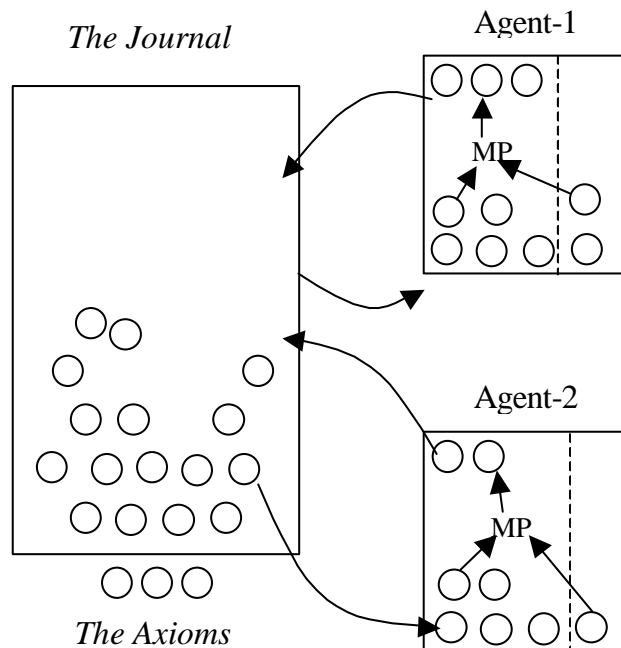 The Journal
Agent-1
MP
Agent-2
MP
The Axioms